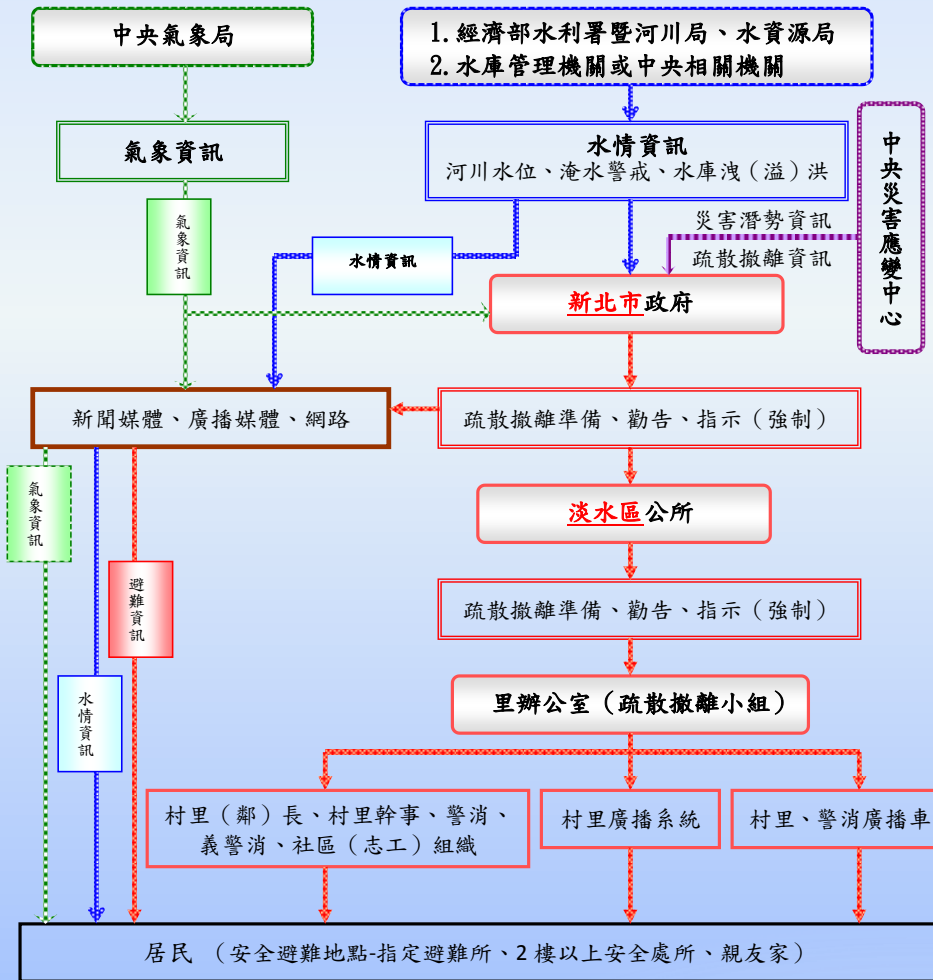 中央氣象局
1. 經濟部水利署暨河川局、水資源局
2. 水庫管理機關或中央相關機關
氣象資訊
水情資訊
河川水位、淹水警戒、水庫洩（溢）洪
中央災害應變中心
氣象資訊
水情資訊
災害潛勢資訊
疏散撤離資訊
新北市政府
新聞媒體、廣播媒體、網路
疏散撤離準備、勸告、指示（強制）
氣象資訊
淡水區公所
避難資訊
疏散撤離準備、勸告、指示（強制）
水情資訊
里辦公室（疏散撤離小組）
村里（鄰）長、村里幹事、警消、
義警消、社區（志工）組織
村里廣播系統
村里、警消廣播車
居民 （安全避難地點-指定避難所、2 樓以上安全處所、親友家）